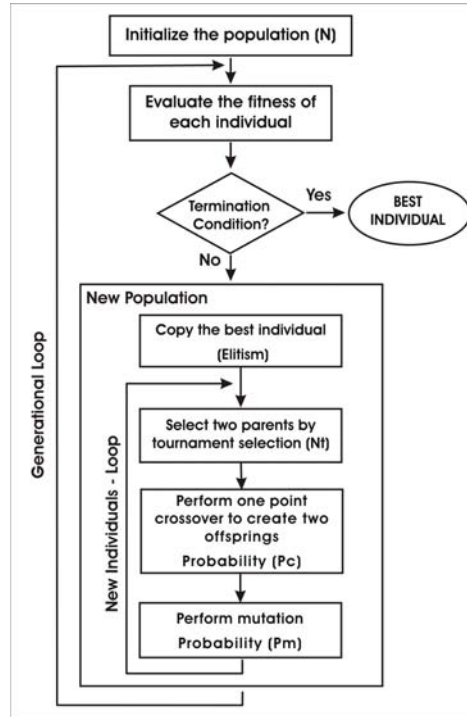 Initialize the population (N)
Evaluate the fitness of
each individual
Termination
Condition?
Yes
BEST
INDIVIDUAL
No
New Population
Copy the best individual
(Elitism)
Select two parents by
tournament selection (Nt)
Perform one point
crossover to create two
offsprings
Probability (Pc)
Perform mutation
Probability (Pm)
New Individuals - Loop
Generational Loop